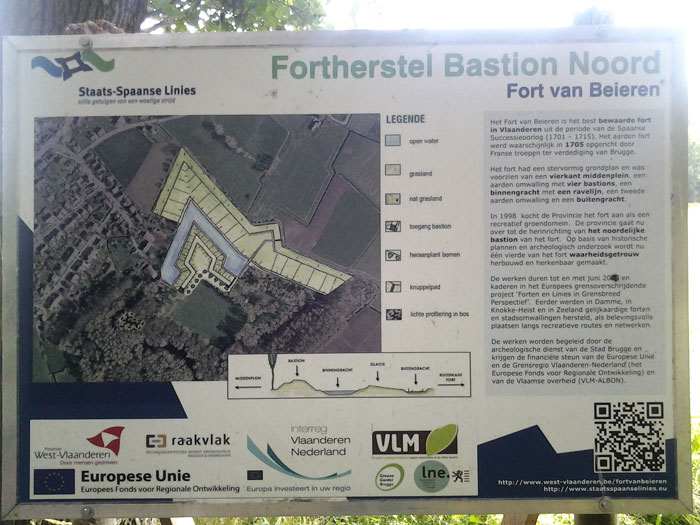 Staats-Spaanse Linies
stille getuigen van een woelige strijd
Fortherstel Bastion Noord
Fort van Beieren
LEGENDE
open water
grasland
nat grasland
toegang bastion
heraanplant bomen
knuppelpad
lichte profilering in bos
Het Fort van Beieren is het best bewaarde fort
in Vlaanderen uit de periode van de Spaanse
Successieoorlog (1701 - 1715). Het aarden fort
werd waarschijnlijk in 1705 opgericht door
Franse troepen ter verdediging van Brugge.
Het fort had een stervormig grondplan en was
voorzien van een vierkant middenplein, een
aarden omwalling met vier bastions, een
binnengracht met een ravelijn, een tweede
aarden omwalling en een buitengracht.
In 1998 kocht de Provincie het fort aan als een
recreatief groendomein. De provincie gaat nu
over tot de herinrichting van het noordelijke
bastion van het fort. Op basis van historische
plannen en archeologisch onderzoek wordt nu
één vierde van het fort waarheidsgetrouw
herbouwd en herkenbaar gemaakt.
De werken duren tot en met juni
en
kaderen in het Europees grensoverschrijdende
project "Forten en Linies in Grensbreed
Perspectief". Eerder werden in Damme, in
Knokke-Heist en in Zeeland gelijkaardige forten
en stadsomwallingen hersteld, als belevingsvolle
plaatsen langs recreatieve routes en netwerken.
De werken worden begeleid door de
archeologische dienst van de Stad Brugge en
krijgen de financiële steun van de Europese Unie
en de Grensregio Vlaanderen-Nederland (het
Europese Fonds voor Regionale Ontwikkeling) en
van de Vlaamse overheid (VLM-ALBON).
MIDDENPLEIN
BASTION
BINNENGRACHT
GLACIS
BUITENGRACHT
BUITENKANT
FORT
Provincie
West-Vlaanderen
Door mensen gedreven
raakvlak
Interreg
Vlaanderen
Nederland
VLM
Europese Unie
Europees Fonds voor Regionale Ontwikkeling
Europa investeert in uw regio
Groene
Gordel
Brugge
lne
http://www.west-vlaanderen.be/fortvanbeieren
http://www.staatsspaanselinies.eu